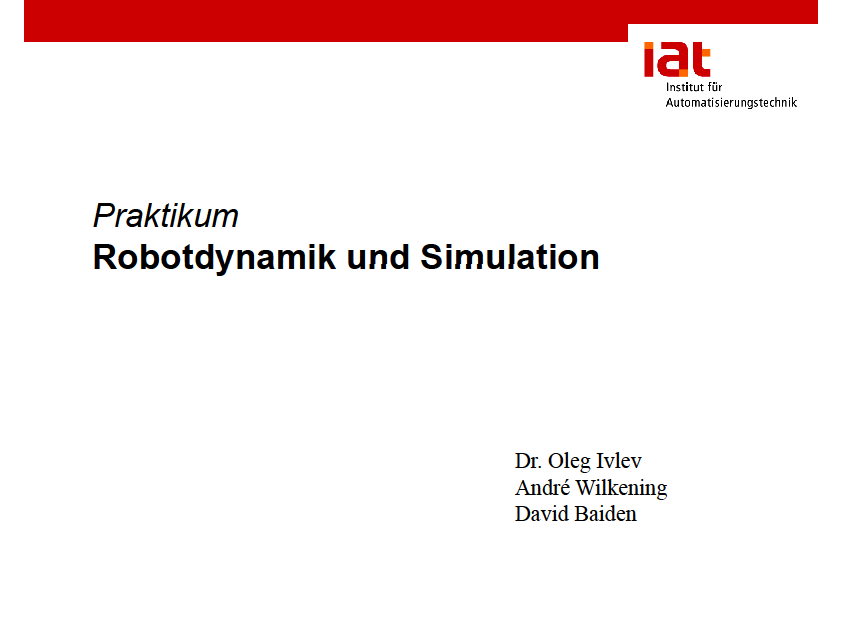 iat
Institut für
Automatisierungstechnik
Praktikum
Robotdynamik und Simulation
Dr. Oleg Ivlev
André Wilkening
David Baiden